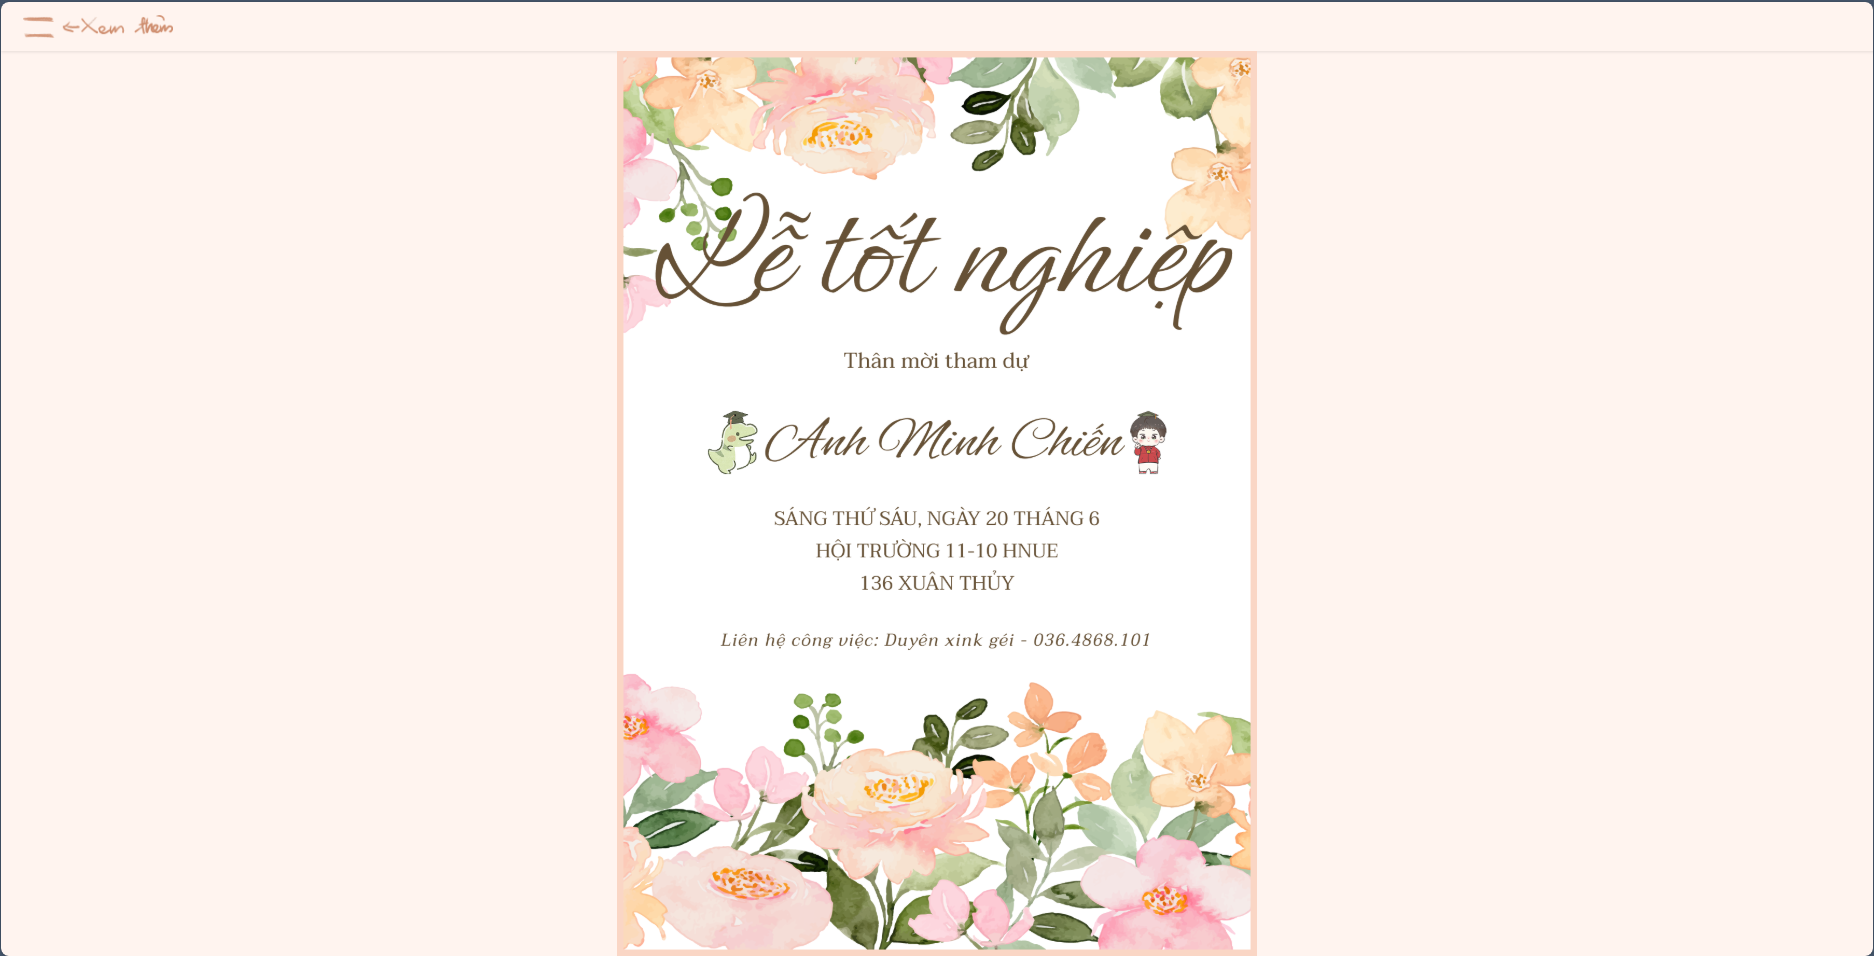 ←Xem thêm
Lễ tốt nghiệp
Thân mời tham dự
Anh Minh Chiến
SÁNG THỨ SÁU, NGÀY 20 THÁNG 6
HỘI TRƯỜNG 11-10 HNUE
136 XUÂN THỦY
Liên hệ công việc: Duyên xink géi - 036.4868.101